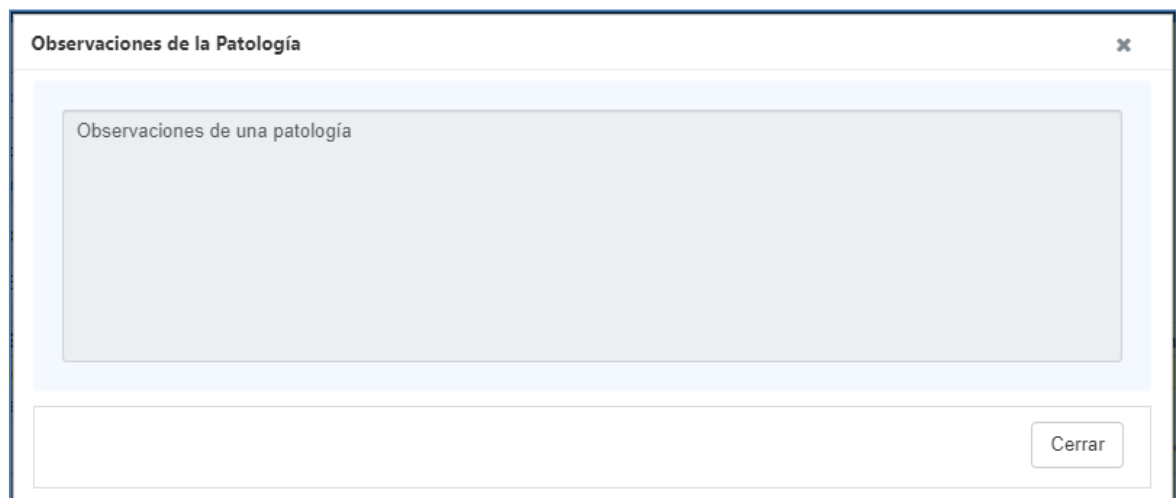 Observaciones de la Patología
Observaciones de una patología
Cerrar